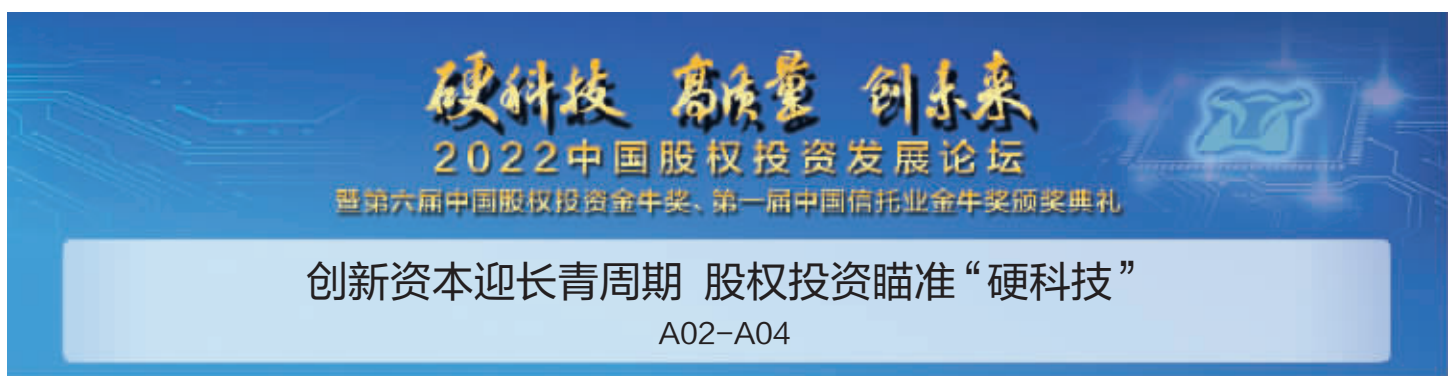 硬科技 高质量 创未来
2022中国股权投资发展论坛
暨第六届中国股权投资金牛奖、第一届中国信托业金牛奖颁奖典礼
创新资本迎长青周期 股权投资瞄准“硬科技”
A02-A04